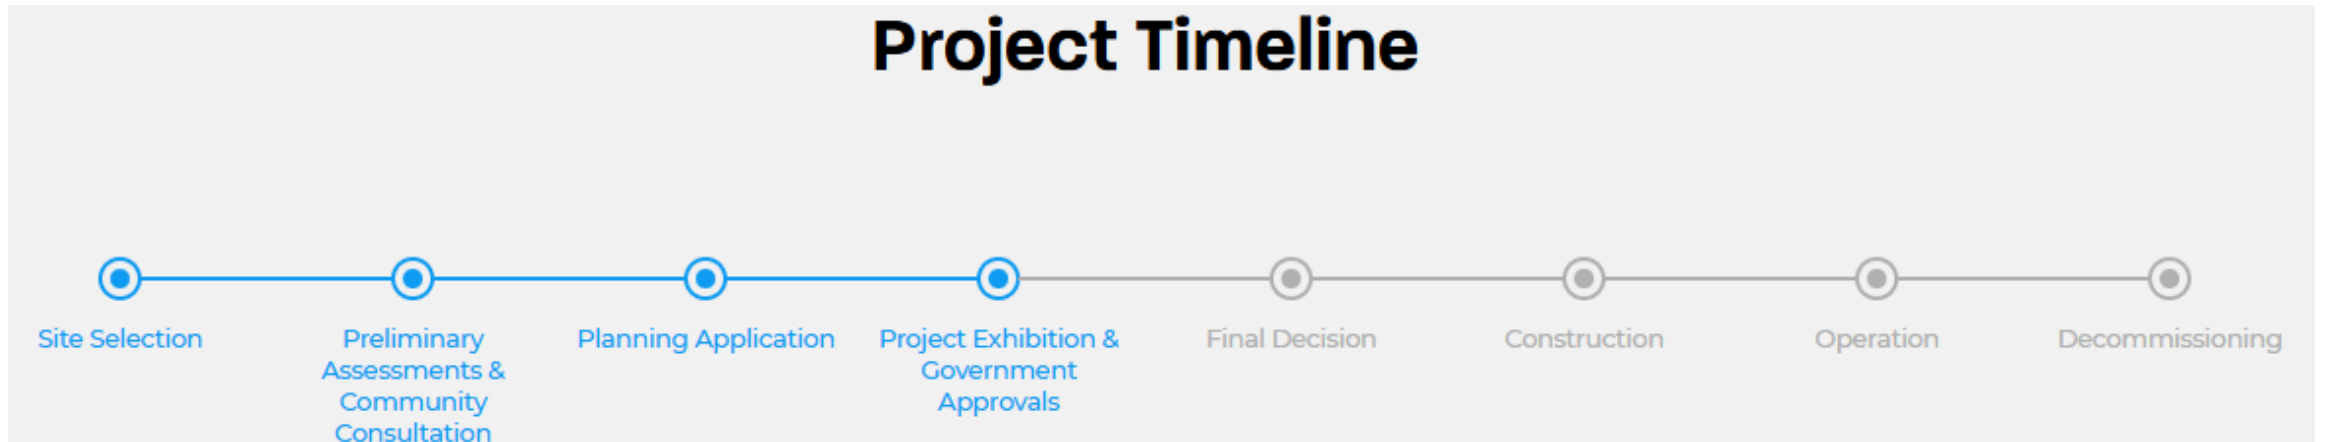 Project Timeline
Site Selection
Preliminary
Assessments &
Community
Consultation
Planning Application
Project Exhibition &
Government
Approvals
Final Decision
Construction
Operation
Decommissioning